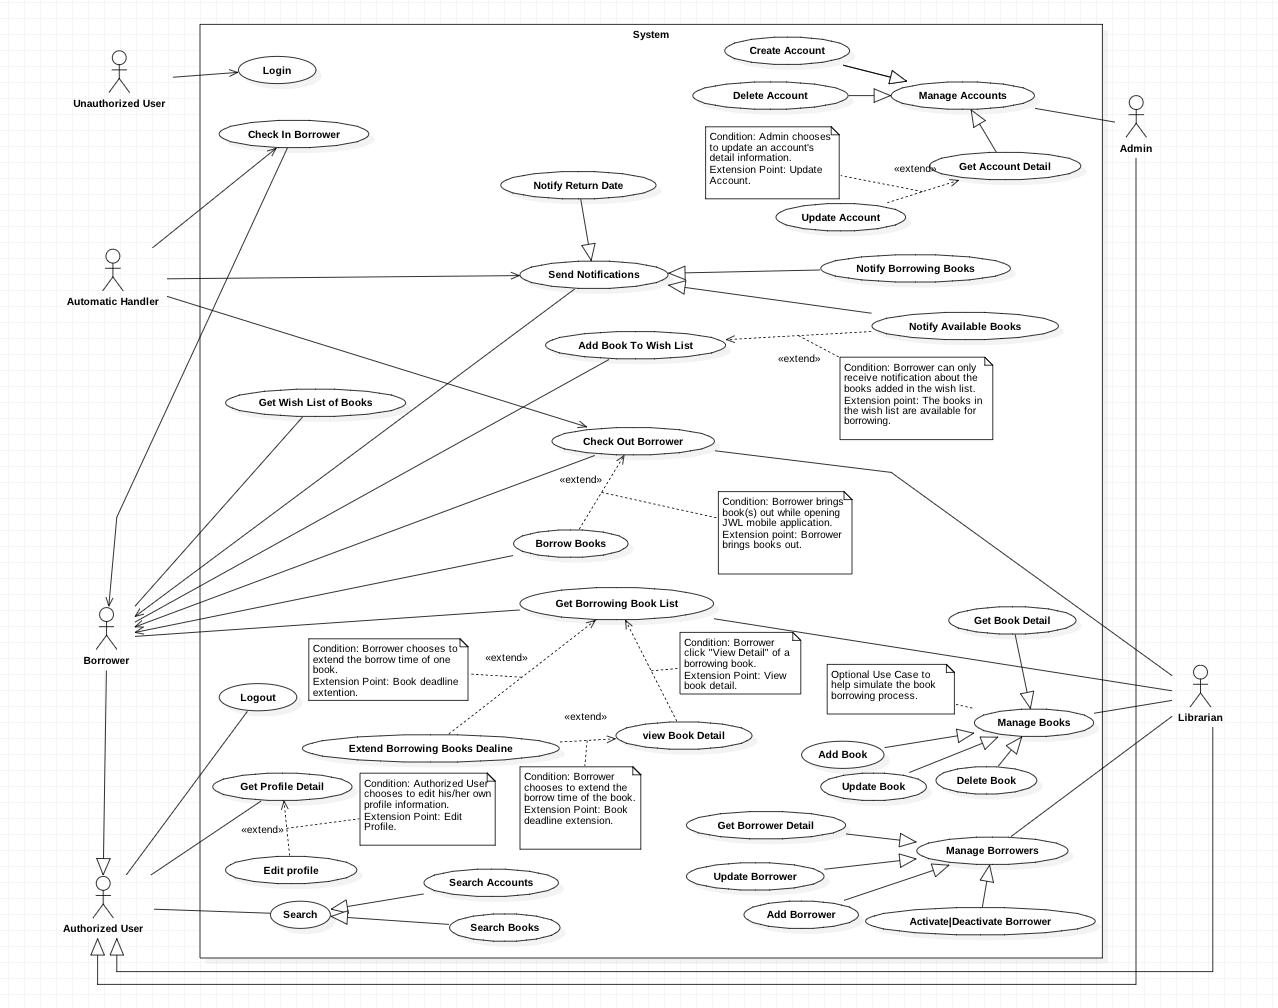 System
Create Account
Login
Unauthorized User
Delete Account
Manage Accounts
Admin
Check In Borrower
Condition: Admin chooses
to update an account's
detail information.
Extension Point: Update
Account.
«extend»
Get Account Detail
Notify Return Date
Update Account
Automatic Handler
Send Notifications
Notify Borrowing Books
Notify Available Books
Add Book To Wish List
«extend»
Condition: Borrower can only
receive notification about the
books added in the wish list.
Extension point: The books in
the wish list are available for
borrowing.
Get Wish List of Books
Check Out Borrower
«extend»
Condition: Borrower brings
book(s) out while opening
JWL mobile application.
Extension point: Borrower
brings books out.
Borrow Books
Get Borrowing Book List
Get Book Detail
Borrower
Condition: Borrower chooses to
extend the borrow time of one
book.
Extension Point: Book deadline
extention.
«extend»
Condition: Borrower
click "View Detail" of a
borrowing book.
Extension Point: View
book detail.
Optional Use Case to
help simulate the book
borrowing process.
Librarian
Logout
«extend»
Manage Books
view Book Detail
Extend Borrowing Books Dealine
Add Book
Update Book
Delete Book
Get Profile Detail
Condition: Authorized User
chooses to edit his/her own
profile information.
Extension Point: Edit
Profile.
Condition: Borrower
chooses to extend the
borrow time of the book.
Extension Point: Book
deadline extension.
«extend»
Get Borrower Detail
Manage Borrowers
Edit profile
Update Borrower
Search Accounts
Authorized User
Search
Search Books
Add Borrower
Activate|Deactivate Borrower